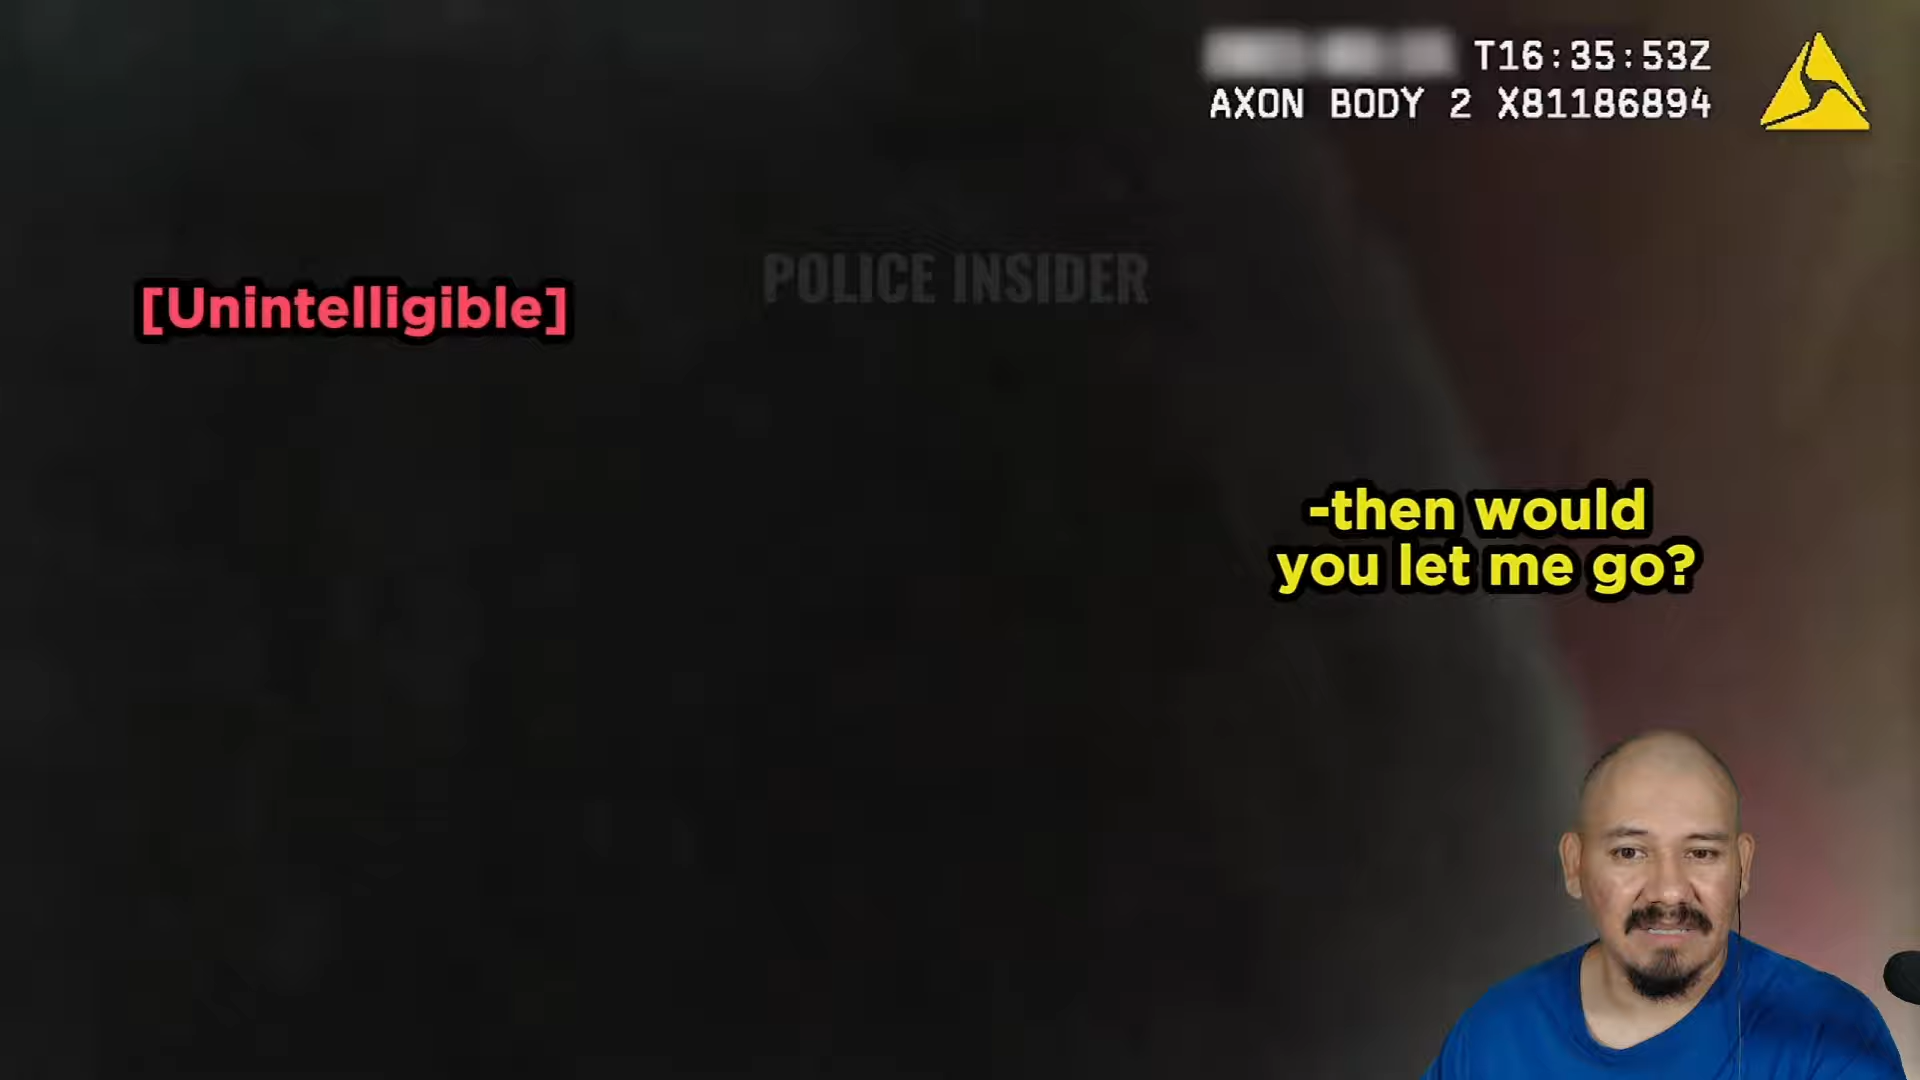 T16:35:53Z
AXON BODY 2 X81186894
POLICE INSIDER
[Unintelligible]
-then would
you let me go?